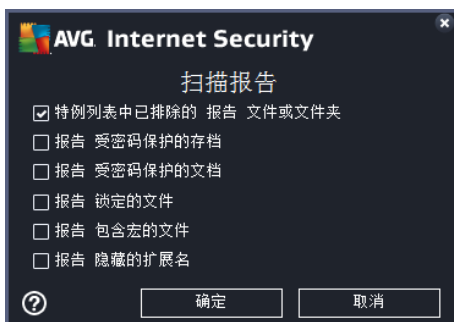 AVG Internet Security
扫描报告
特例列表中已排除的 报告 文件或文件夹
报告 受密码保护的存档
报告 受密码保护的文档
报告 锁定的文件
报告 包含宏的文件
报告 隐藏的扩展名
? 确定 取消